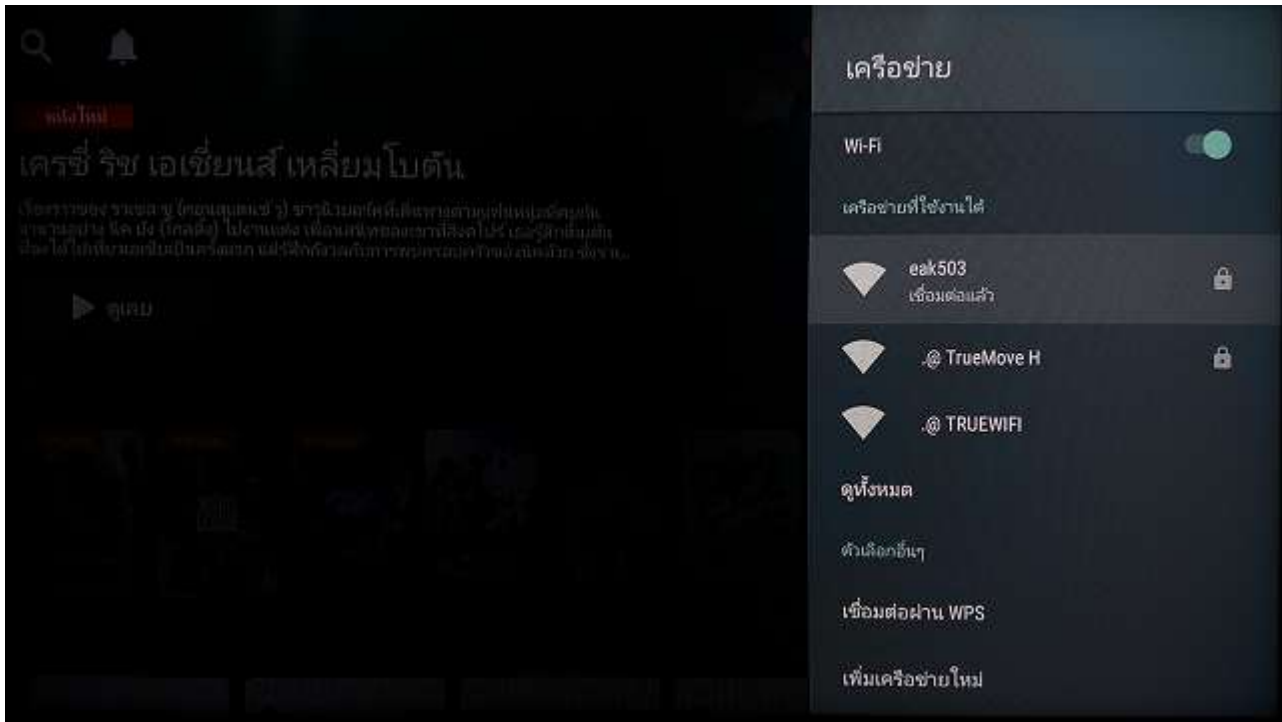 หนังใหม่
เครซี่ ริช เอเชี่ยนส์ เหลี่ยมโบตัน
ดูเลย
เครือข่าย
Wi-Fi
เครือข่ายที่ใช้งานได้
eak503
เชื่อมต่อแล้ว
.@ TrueMove H
.@ TRUEWIFI
ดูทั้งหมด
ตัวเลือกอื่นๆ
เชื่อมต่อผ่าน WPS
เพิ่มเครือข่ายใหม่